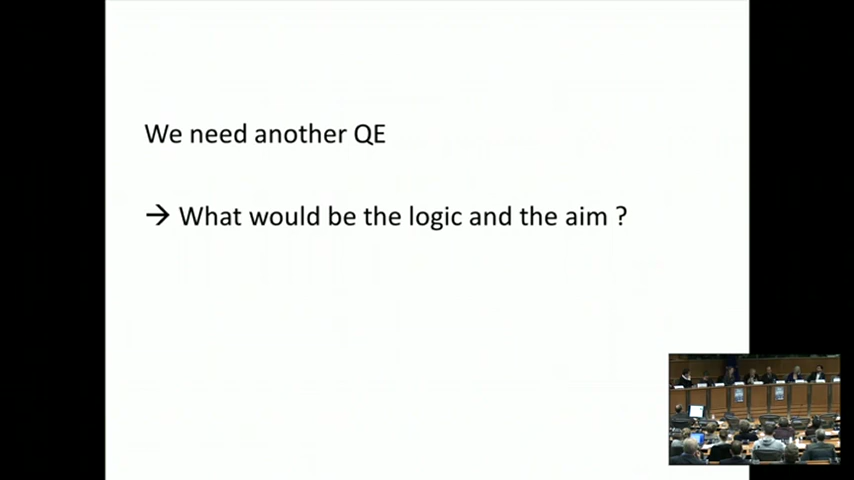 We need another QE
→ What would be the logic and the aim ?